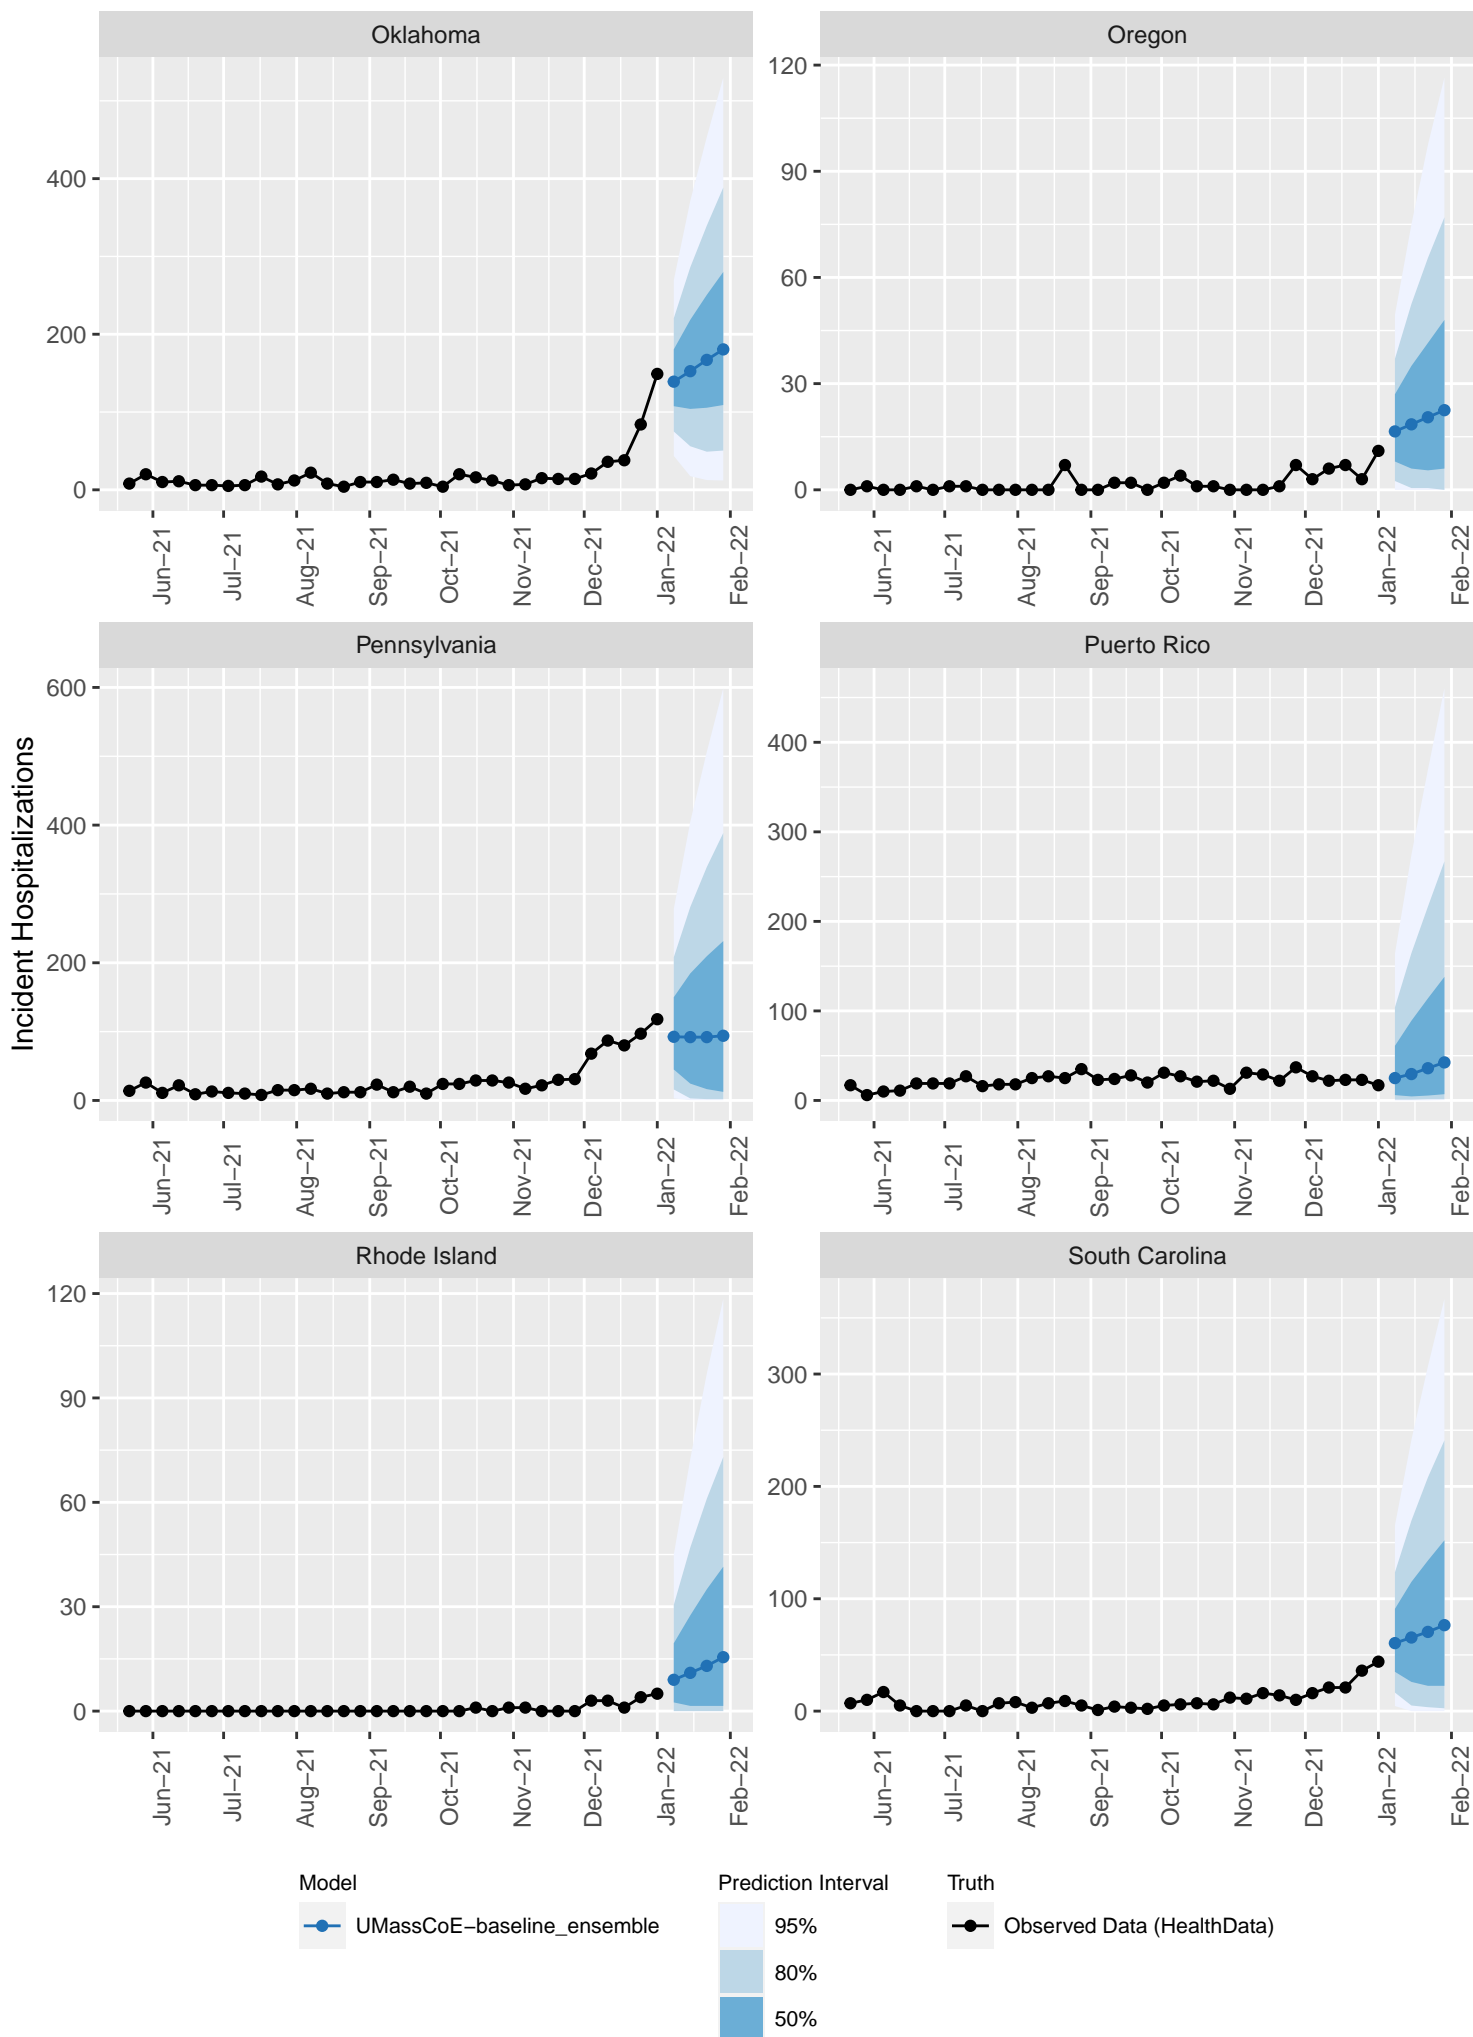 Oklahoma
Oregon
400
200
0
120
90
60
30
0
Jun−21
Jul−21
Aug−21
Sep−21
Oct−21
Nov−21
Dec−21
Jan−22
Feb−22
Jun−21
Jul−21
Aug−21
Sep−21
Oct−21
Nov−21
Dec−21
Jan−22
Feb−22
Incident Hospitalizations
Pennsylvania
Puerto Rico
600
400
200
0
400
300
200
100
0
Jun−21
Jul−21
Aug−21
Sep−21
Oct−21
Nov−21
Dec−21
Jan−22
Feb−22
Jun−21
Jul−21
Aug−21
Sep−21
Oct−21
Nov−21
Dec−21
Jan−22
Feb−22
Rhode Island
South Carolina
120
90
60
30
0
300
200
100
0
Jun−21
Jul−21
Aug−21
Sep−21
Oct−21
Nov−21
Dec−21
Jan−22
Feb−22
Jun−21
Jul−21
Aug−21
Sep−21
Oct−21
Nov−21
Dec−21
Jan−22
Feb−22
Model
UMassCoE−baseline_ensemble
Prediction Interval
95%
80%
50%
Truth
Observed Data (HealthData)